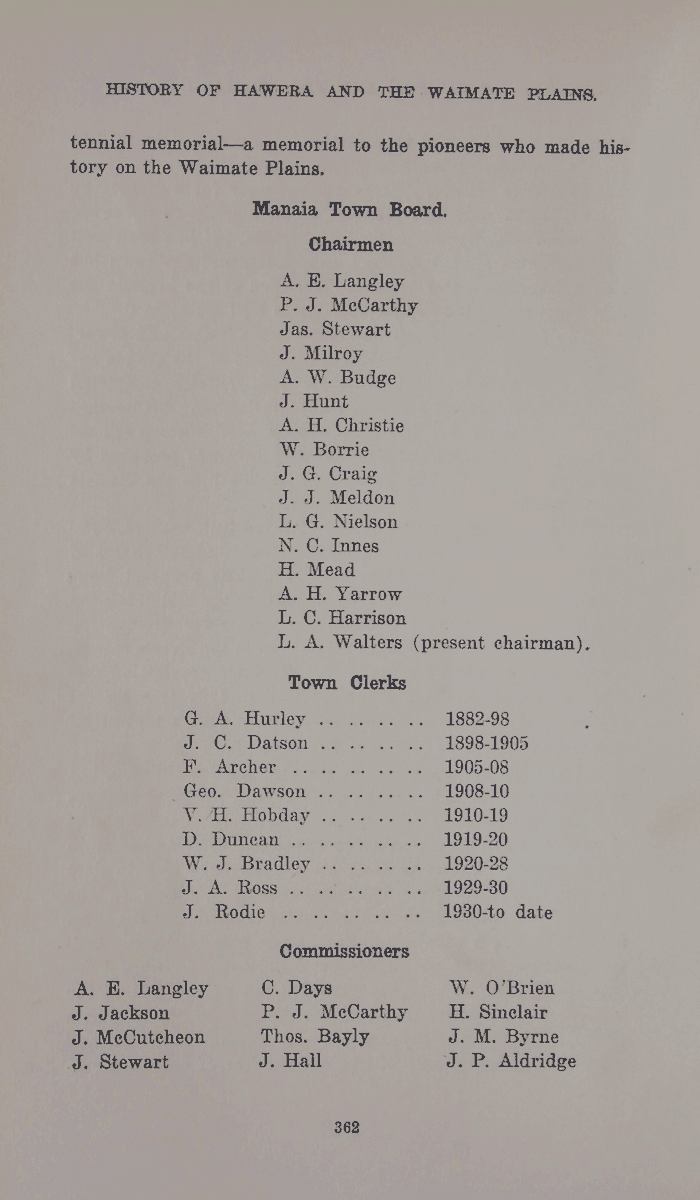 HISTORY OF HAWERA AND THE WAIMATE PLAINS.
tennial memorial—a memorial to the pioneers who made his-
tory on the Waimate Plains.
Manaia Town Board.
Chairmen
A. E. Langley
P. J. McCarthy
Jas. Stewart
J. Milroy
A. W. Budge
J. Hunt
A. H. Christie
W. Borrie
J. G. Craig
J. J. Meldon
L. G. Nielson
N. C. Innes
H. Mead
A. H. Yarrow
L. C. Harrison
L. A. Walters (present chairman).
Town Clerks
G. A. Hurley .. .. .. .. 1882-98
J. C. Datson .. .. .. .. 1898-1905
F. Archer .. .. .. .. .. 1905-08
Geo. Dawson .. .. .. .. 1908-10
V. H. Hobday .. .. .. .. 1910-19
D. Duncan .. .. .. .. .. 1919-20
W. J. Bradley .. .. .. .. 1920-28
J. A. Ross .. .. .. .. .. 1929-30
J. Rodie .. .. .. .. .. 1930-to date
Commissioners
A. E. Langley C. Days W. O'Brien
J. Jackson P. J. McCarthy H. Sinclair
J. McCutcheon Thos. Bayly J. M. Byrne
J. Stewart J. Hall J. P. Aldridge
362